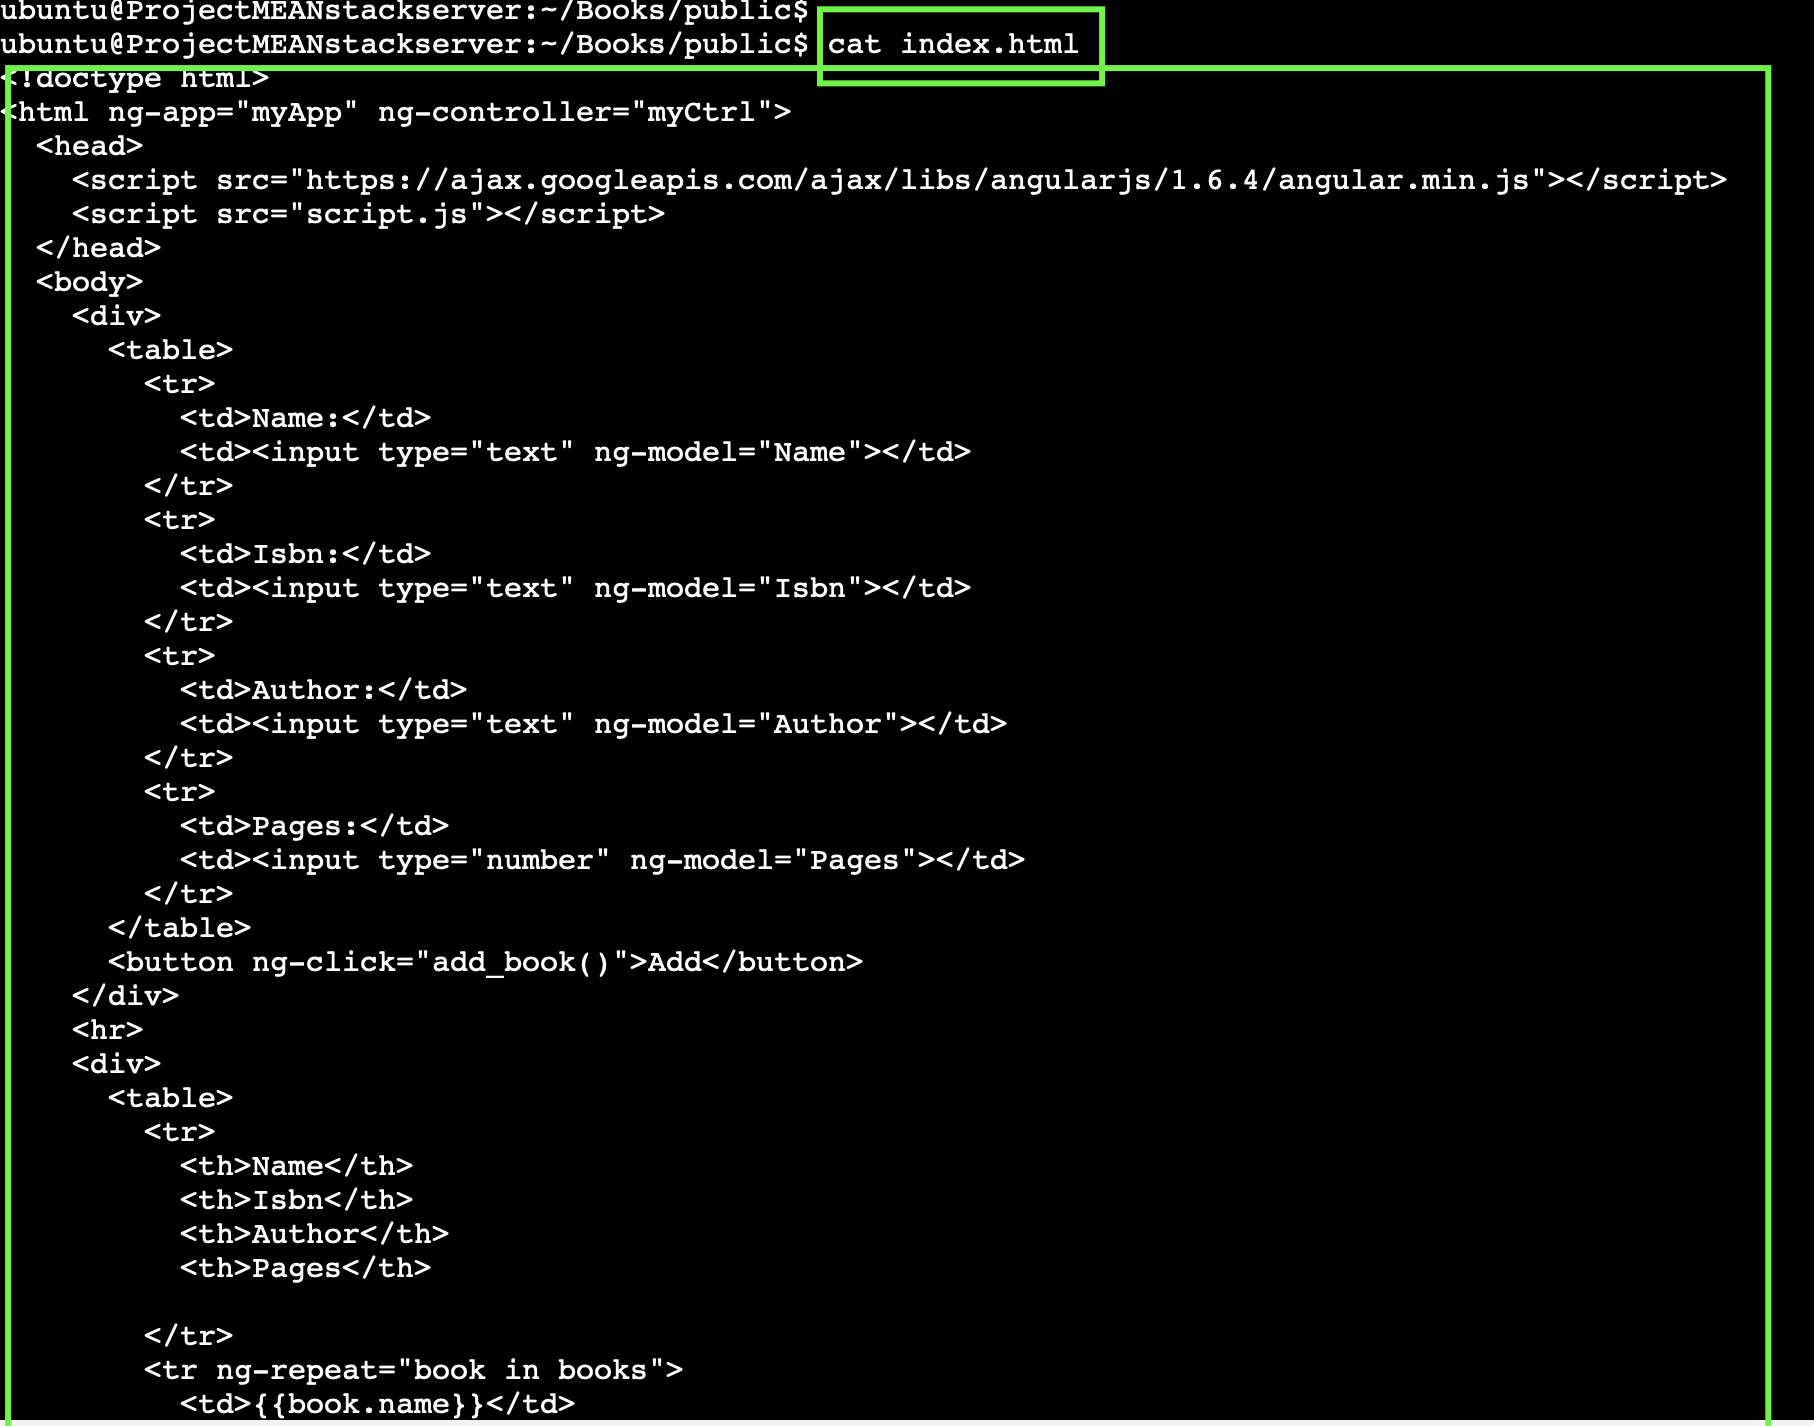 ubuntu@ProjectMEANstackserver:~/Books/public$
ubuntu@ProjectMEANstackserver:~/Books/public$ cat index.html
<!doctype html>
<html ng-app="myApp" ng-controller="myCtrl">
  <head>
    <script src="https://ajax.googleapis.com/ajax/libs/angularjs/1.6.4/angular.min.js"></script>
    <script src="script.js"></script>
  </head>
  <body>
    <div>
      <table>
        <tr>
          <td>Name:</td>
          <td><input type="text" ng-model="Name"></td>
        </tr>
        <tr>
          <td>Isbn:</td>
          <td><input type="text" ng-model="Isbn"></td>
        </tr>
        <tr>
          <td>Author:</td>
          <td><input type="text" ng-model="Author"></td>
        </tr>
        <tr>
          <td>Pages:</td>
          <td><input type="number" ng-model="Pages"></td>
        </tr>
      </table>
      <button ng-click="add_book()">Add</button>
    </div>
    <hr>
    <div>
      <table>
        <tr>
          <th>Name</th>
          <th>Isbn</th>
          <th>Author</th>
          <th>Pages</th>

        </tr>
        <tr ng-repeat="book in books">
          <td>{{book.name}}</td>